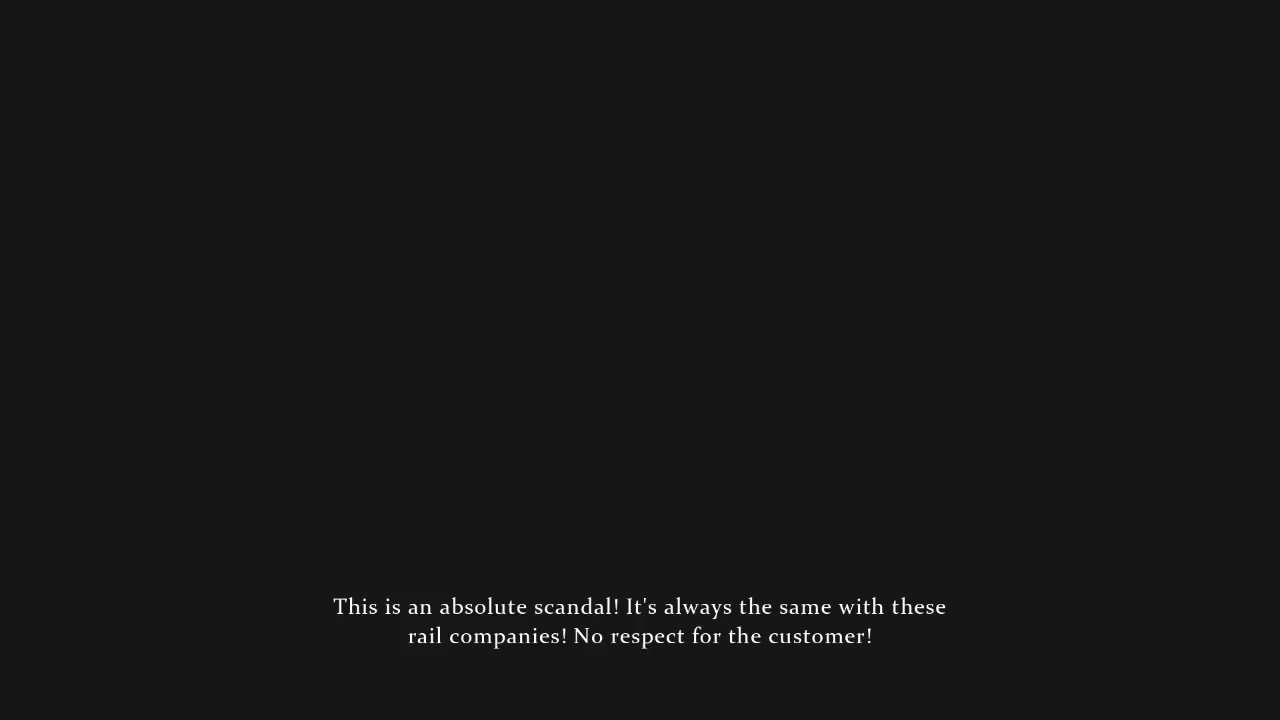 This is an absolute scandal! It's always the same with these
rail companies! No respect for the customer!